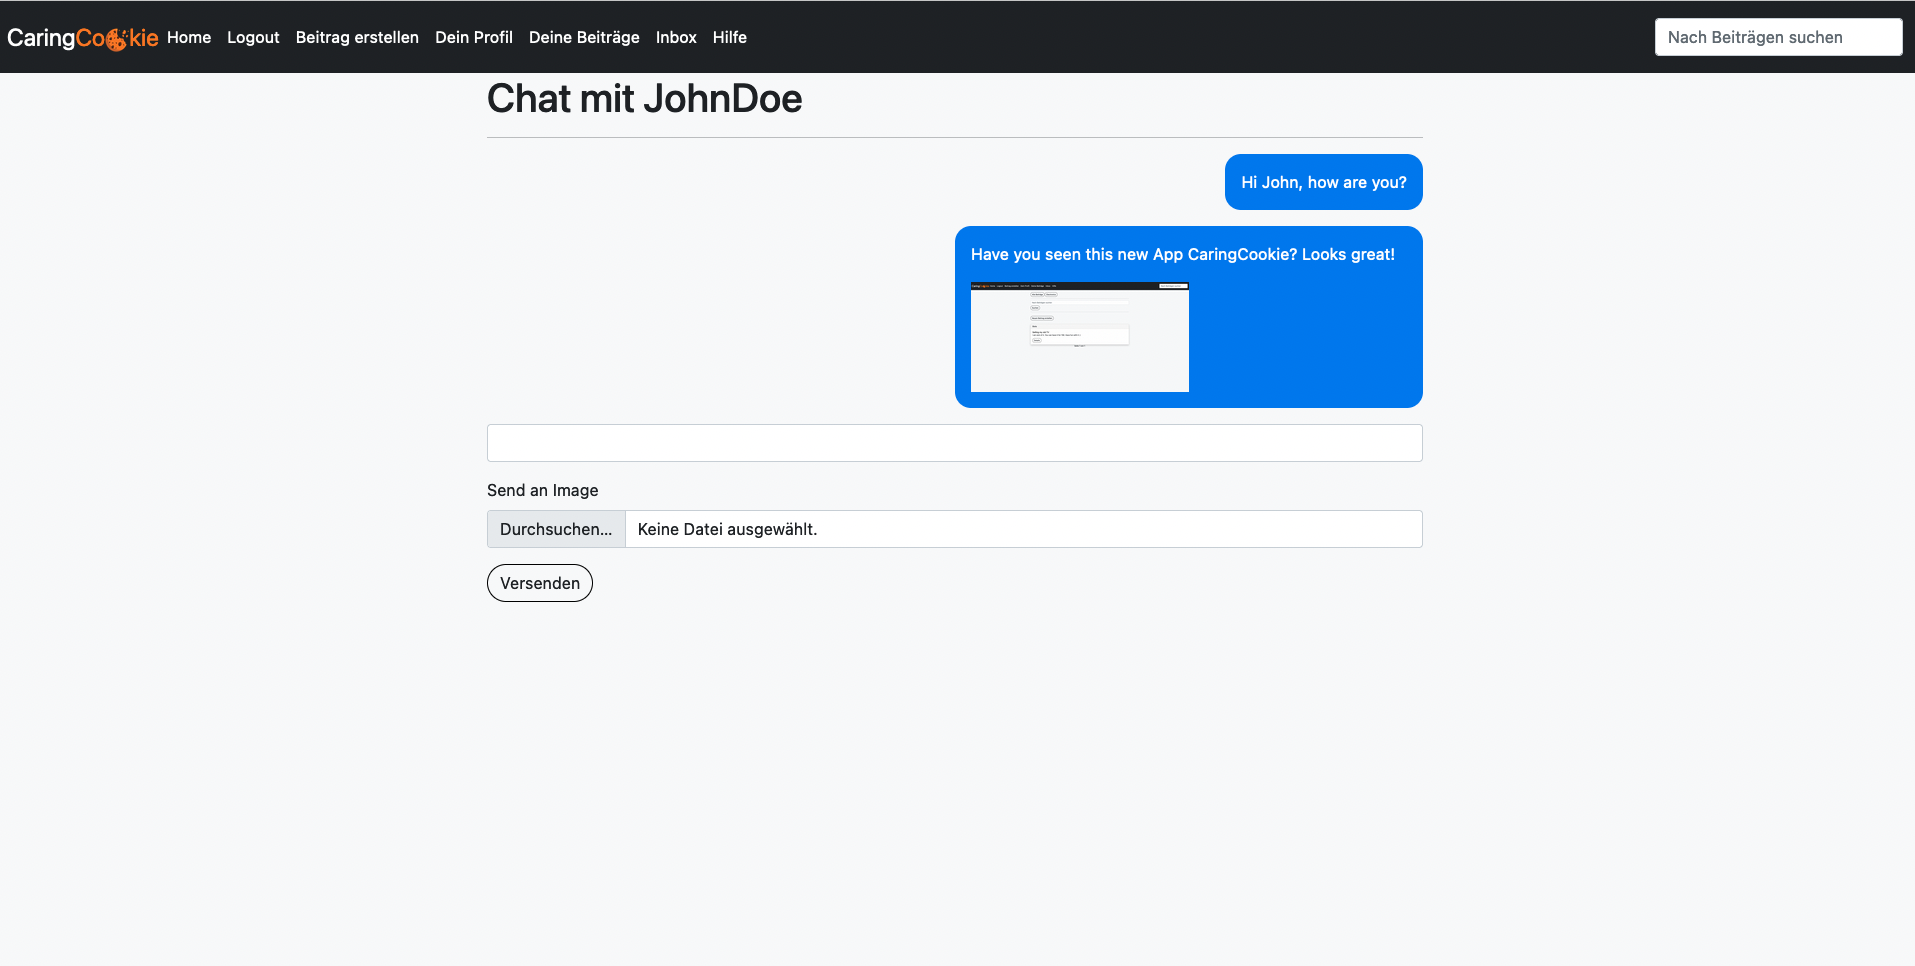 CaringCookie Home Logout Beitrag erstellen Dein Profil Deine Beiträge Inbox Hilfe Nach Beiträgen suchen
Chat mit JohnDoe
Hi John, how are you?
Have you seen this new App CaringCookie? Looks great!
Send an Image
Durchsuchen... Keine Datei ausgewählt.
Versenden